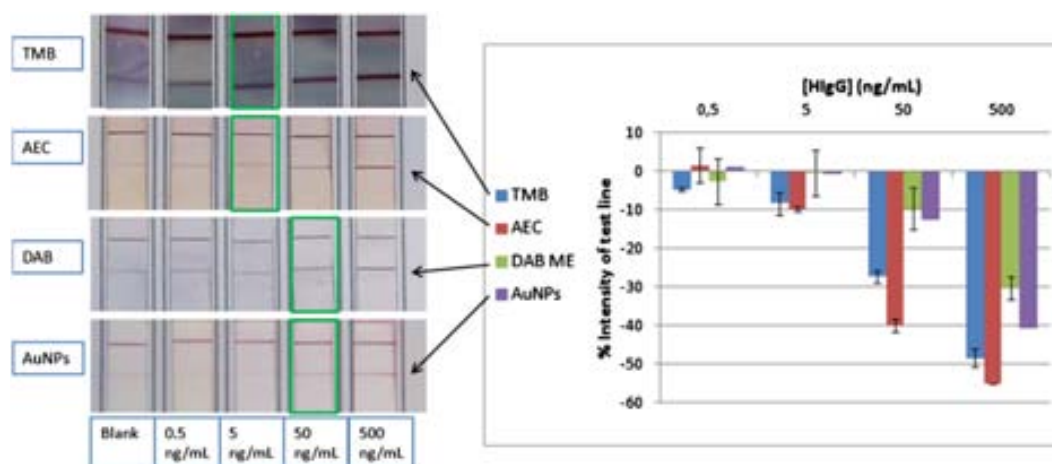 TMB
AEC
DAB
AuNPs
Blank
0.5 ng/mL
5 ng/mL
50 ng/mL
500 ng/mL
[HIgG] (ng/mL)
0,5 5 50 500
10
0
-10
-20
-30
-40
-50
-60
% Intensity of test line
TMB
AEC
DAB ME
AuNPs